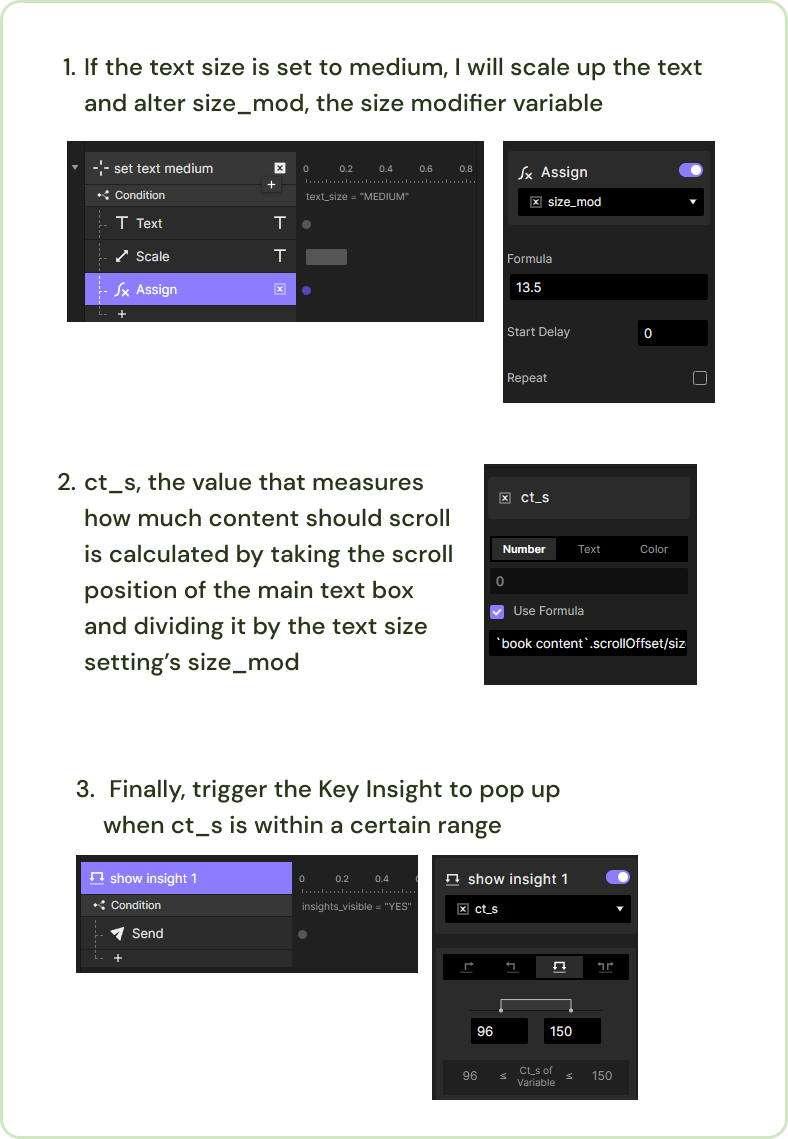 1. If the text size is set to medium, I will scale up the text
and alter size_mod, the size modifier variable
set text medium
0 0.2 0.4 0.6 0.8
+
Condition
text_size = "MEDIUM"
Text
Scale
Assign
+
Assign
size_mod
Formula
13.5
Start Delay
0
Repeat
2. ct_s, the value that measures
how much content should scroll
is calculated by taking the scroll
position of the main text box
and dividing it by the text size
setting’s size_mod
ct_s
Number Text Color
0
Use Formula
`book content`.scrollOffset/siz
3. Finally, trigger the Key Insight to pop up
when ct_s is within a certain range
show insight 1
0 0.2 0.4
Condition
insights_visible = "YES"
Send
+
show insight 1
ct_s
96 150
96 ≤ Ct_s of Variable ≤ 150